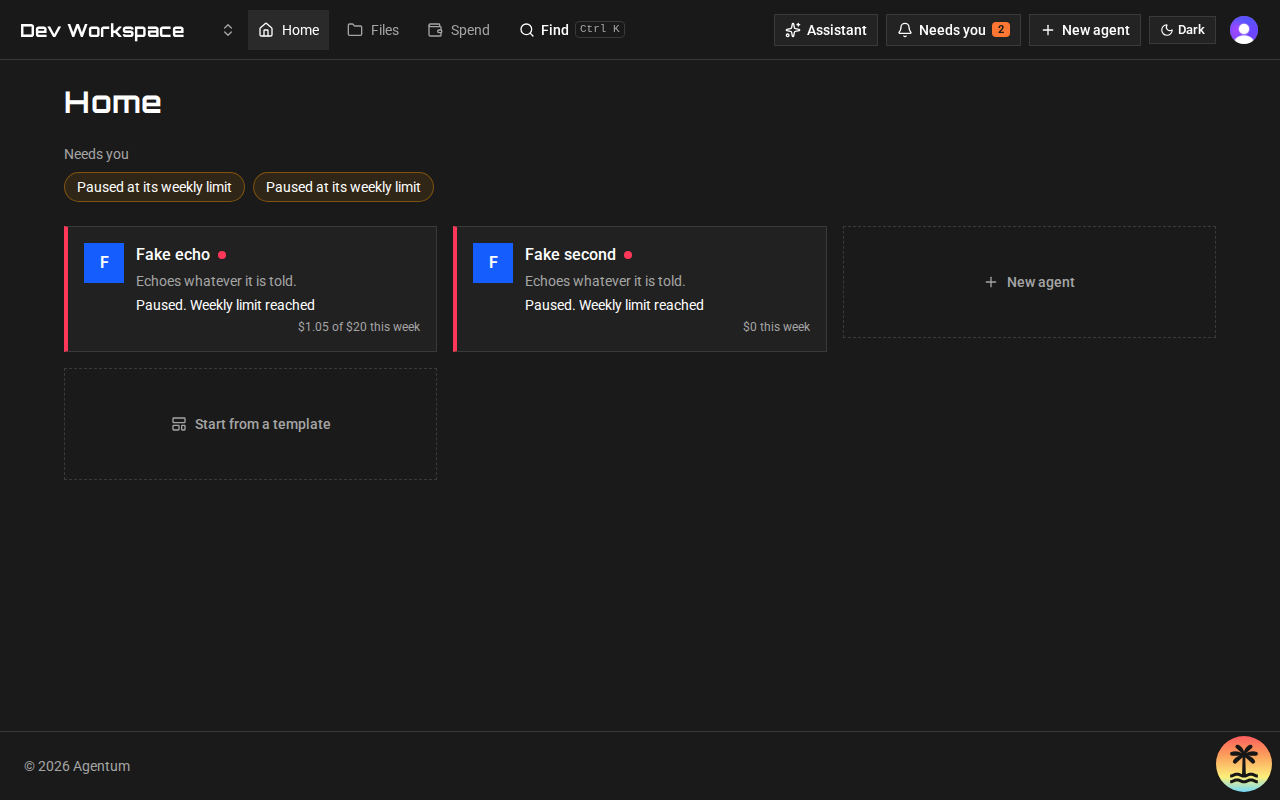 Dev Workspace
Home
Files
Spend
Find
Ctrl K
Assistant
Needs you 2
New agent
Dark
Home
Needs you
Paused at its weekly limit
Paused at its weekly limit
F
Fake echo
Echoes whatever it is told.
Paused. Weekly limit reached
$1.05 of $20 this week
F
Fake second
Echoes whatever it is told.
Paused. Weekly limit reached
$0 this week
New agent
Start from a template
© 2026 Agentum